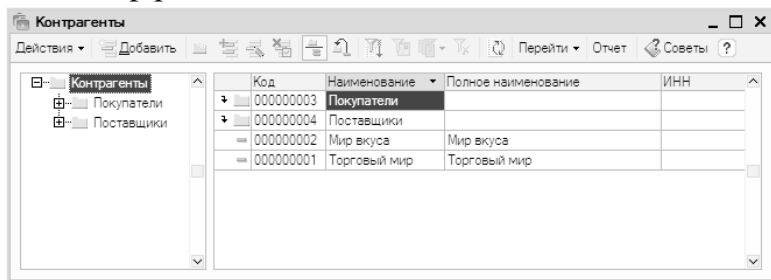 Контрагенты
Действия Добавить Перейти Отчет Советы ?
Контрагенты
Покупатели
Поставщики
Код Наименование Полное наименование ИНН
000000003 Покупатели
000000004 Поставщики
000000002 Мир вкуса Мир вкуса
000000001 Торговый мир Торговый мир